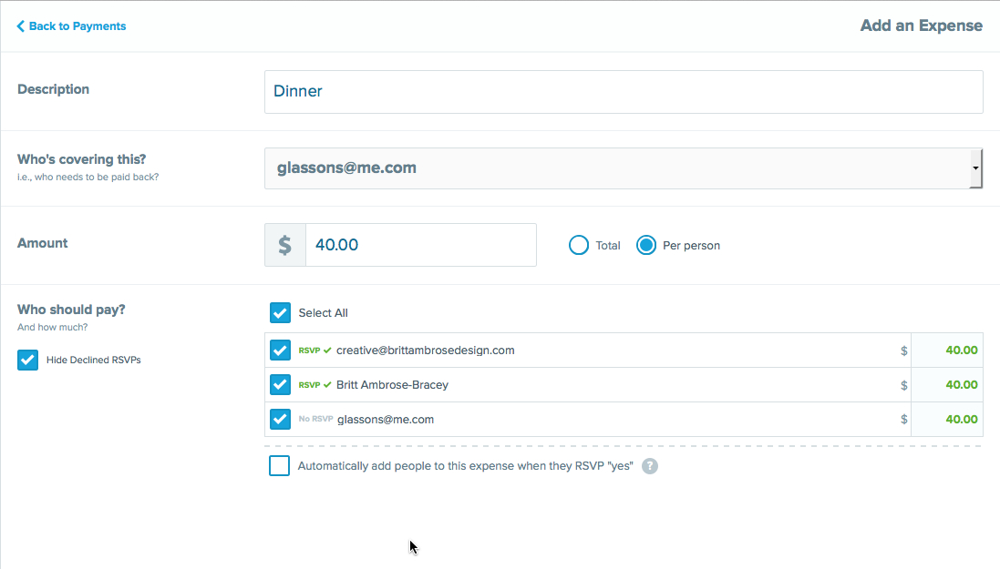 Back to Payments
Add an Expense
Description
Dinner
Who's covering this?
i.e., who needs to be paid back?
glassons@me.com
Amount
$ 40.00
Total
Per person
Who should pay?
And how much?
Hide Declined RSVPs
Select All
RSVP ✓ creative@brittambrosedesign.com $ 40.00
RSVP ✓ Britt Ambrose-Bracey $ 40.00
No RSVP glassons@me.com $ 40.00
Automatically add people to this expense when they RSVP "yes" ?